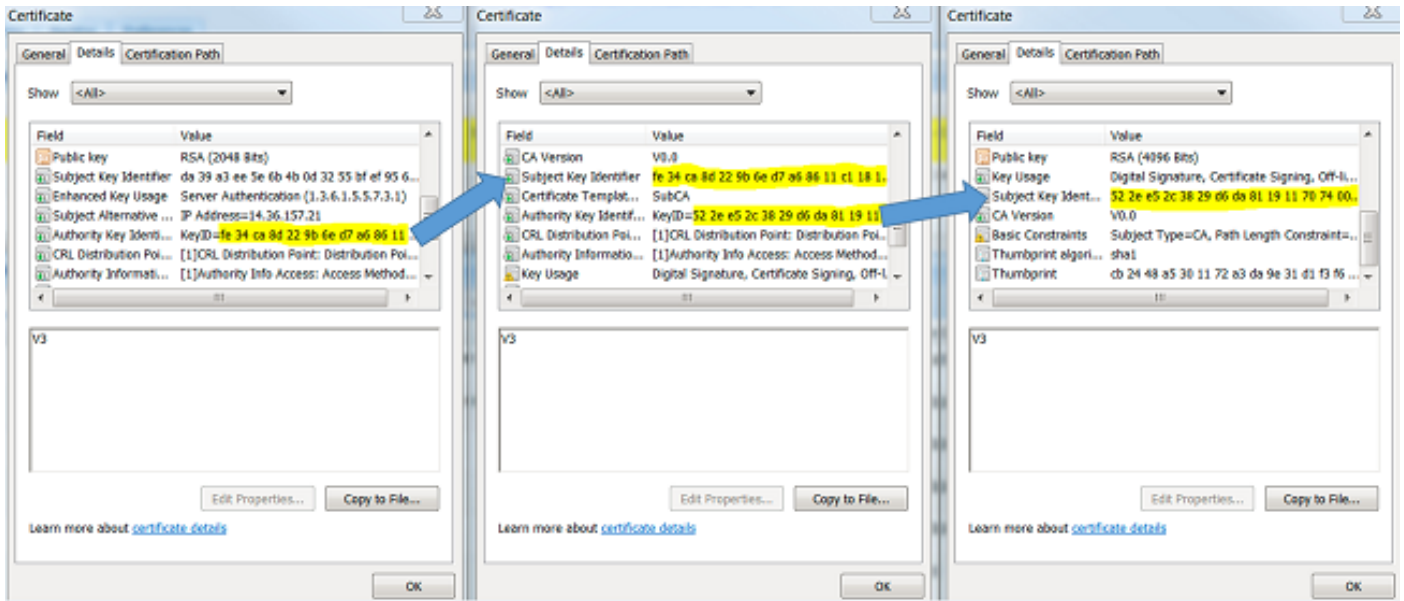 Certificate
General Details Certification Path
Show <All>
Field Value
Public key RSA (2048 Bits)
Subject Key Identifier da 39 a3 ee 5e 6b 4b 0d 32 55 bf ef 95 6...
Enhanced Key Usage Server Authentication (1.3.6.1.5.5.7.3.1)
Subject Alternative ... IP Address=14.36.157.21
Authority Key Identi... KeyID=fe 34 ca 8d 22 9b 6e d7 a6 86 11 ...
CRL Distribution Poi... [1]CRL Distribution Point: Distribution Poi...
Authority Informati... [1]Authority Info Access: Access Method...
V3
Edit Properties... Copy to File...
Learn more about certificate details
OK
Certificate
General Details Certification Path
Show <All>
Field Value
CA Version V0.0
Subject Key Identifier fe 34 ca 8d 22 9b 6e d7 a6 86 11 c1 18 1...
Certificate Templat... SubCA
Authority Key Identif... KeyID=52 2e e5 2c 38 29 d6 da 81 19 11
CRL Distribution Poi... [1]CRL Distribution Point: Distribution Poi...
Authority Informatio... [1]Authority Info Access: Access Method...
Key Usage Digital Signature, Certificate Signing, Off-l...
V3
Edit Properties... Copy to File...
Learn more about certificate details
OK
Certificate
General Details Certification Path
Show <All>
Field Value
Public key RSA (4096 Bits)
Key Usage Digital Signature, Certificate Signing, Off-li...
Subject Key Ident... 52 2e e5 2c 38 29 d6 da 81 19 11 70 74 00...
CA Version V0.0
Basic Constraints Subject Type=CA, Path Length Constraint=...
Thumbprint algori... sha1
Thumbprint cb 24 48 a5 30 11 72 a3 da 9e 31 d1 f3 f6 ...
V3
Edit Properties... Copy to File...
Learn more about certificate details
OK